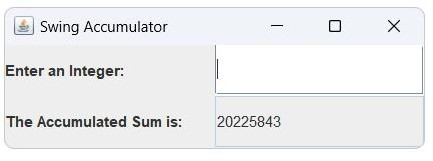 Swing Accumulator
Enter an Integer:
The Accumulated Sum is: 20225843